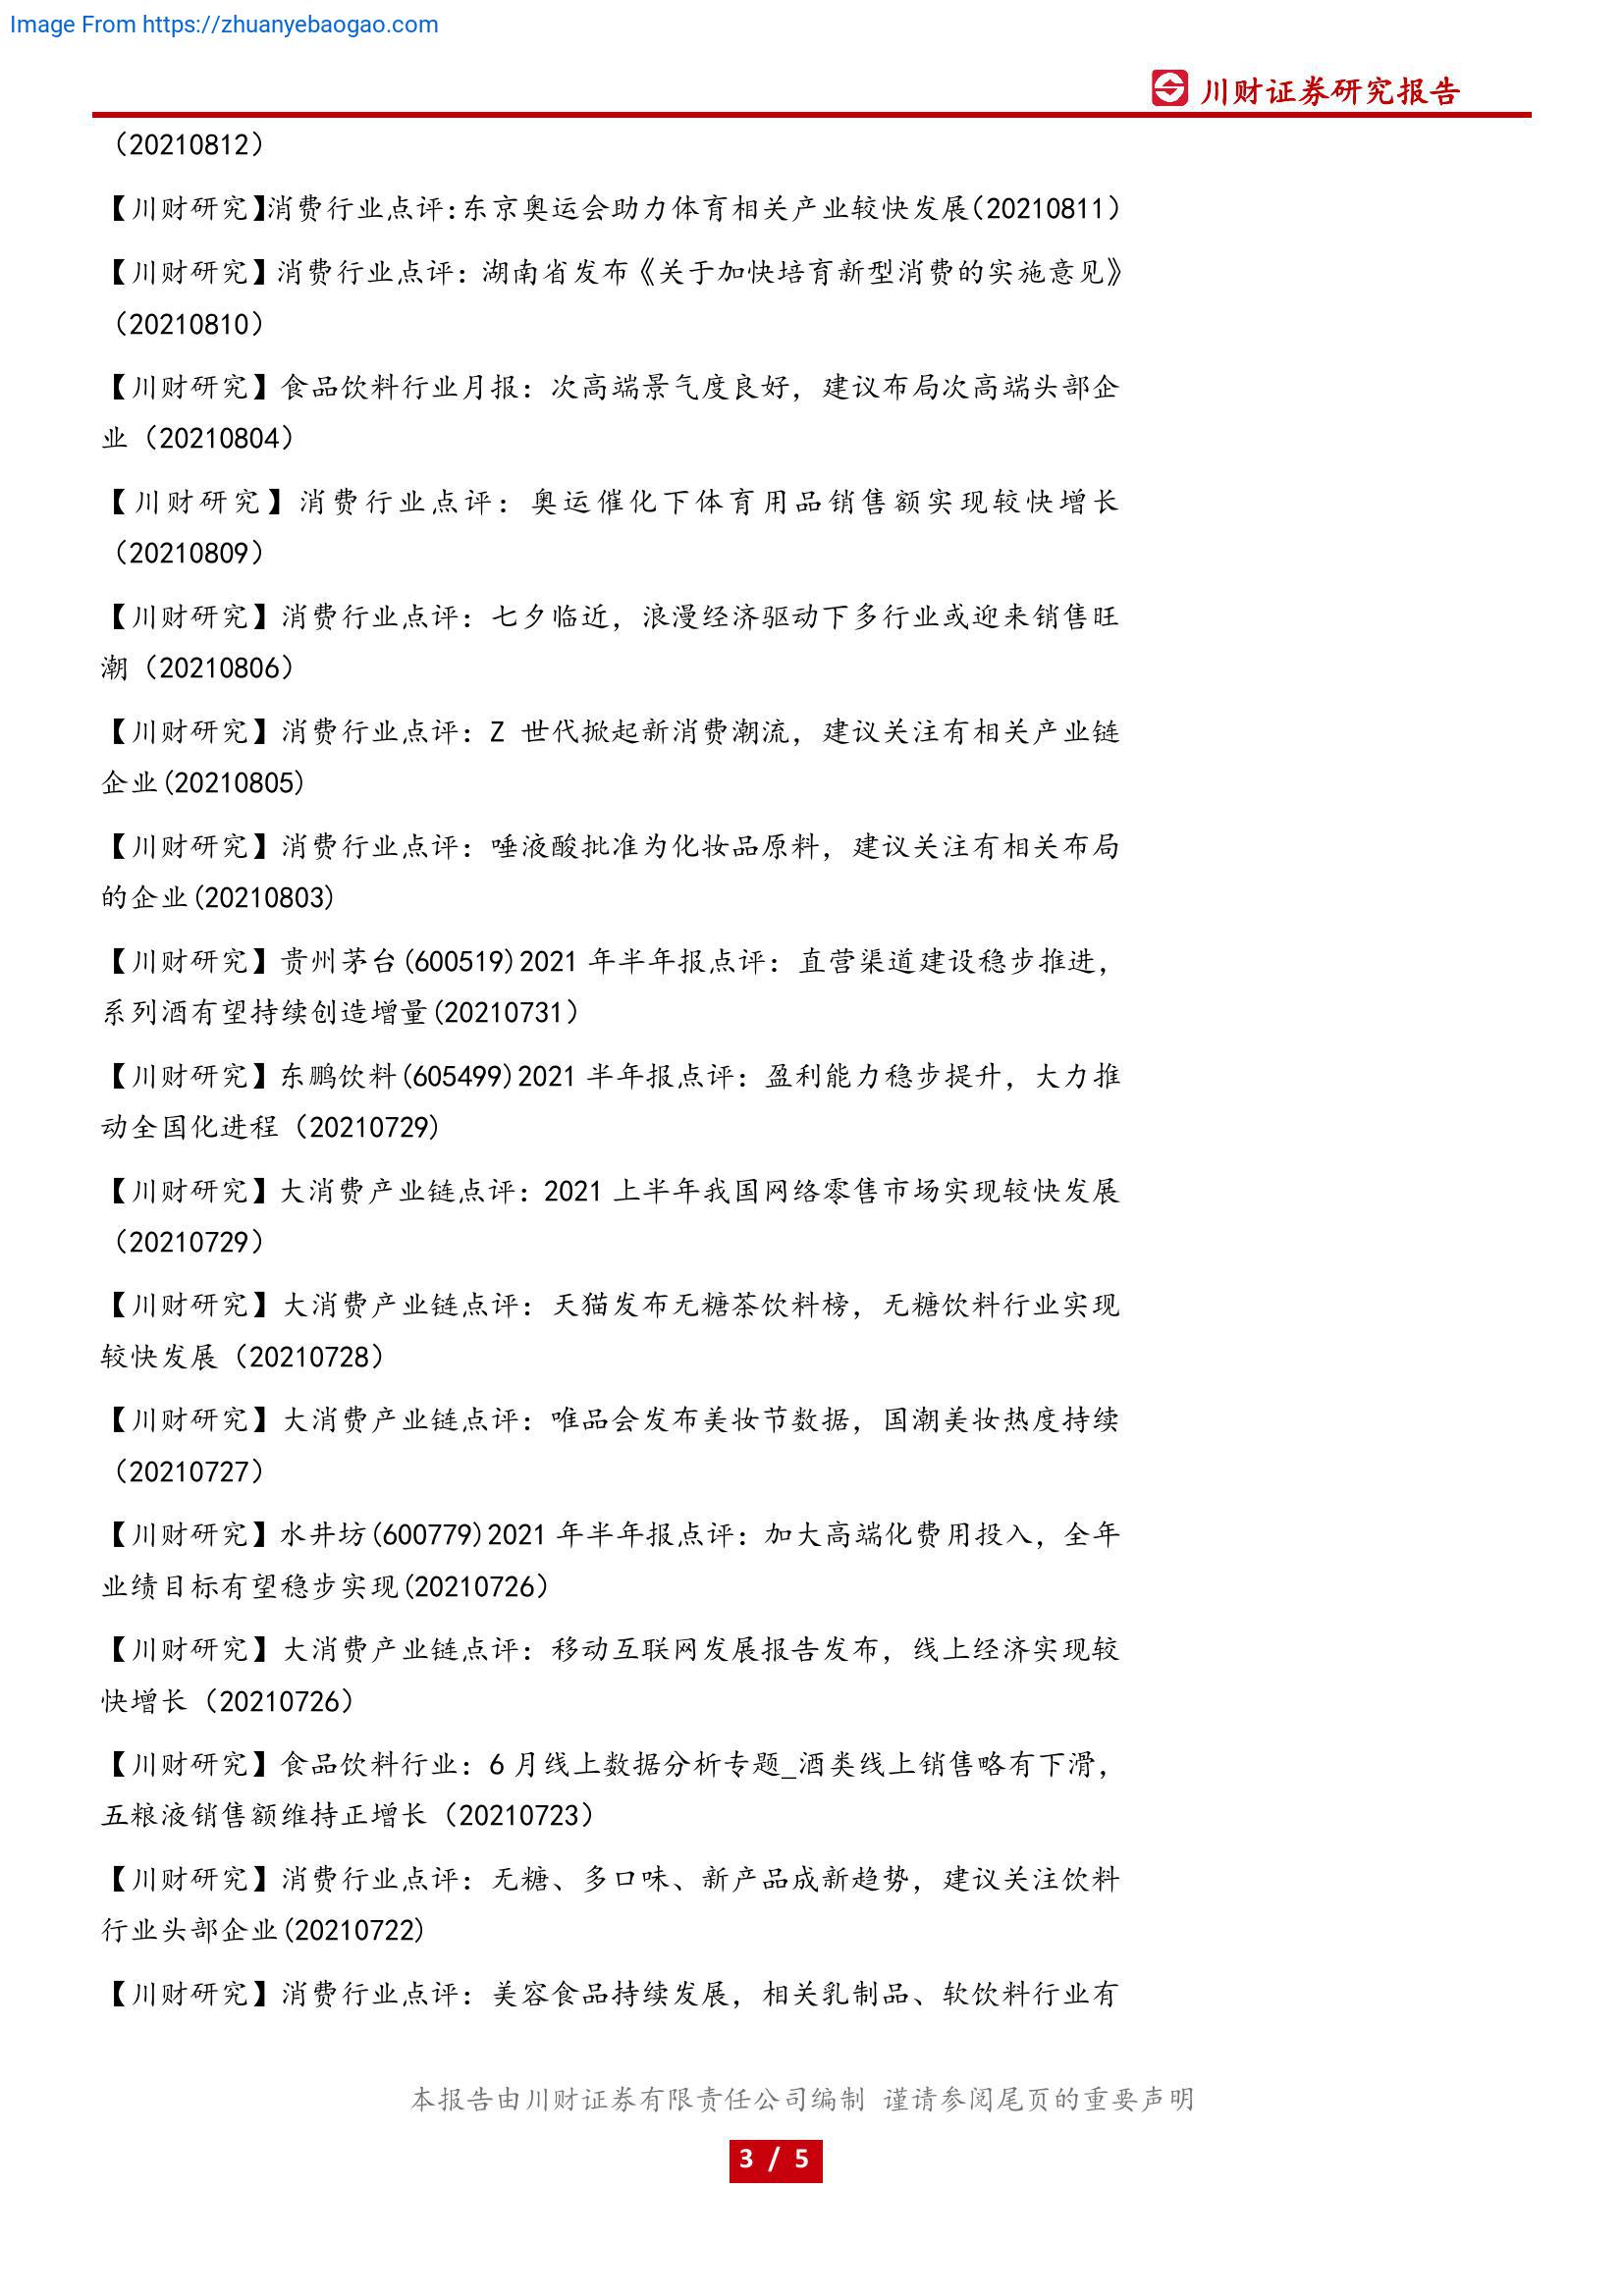 Image From https://zhuanyebaogao.com
川财证券研究报告
（20210812）
【川财研究】消费行业点评：东京奥运会助力体育相关产业较快发展（20210811）
【川财研究】消费行业点评：湖南省发布《关于加快培育新型消费的实施意见》
（20210810）
【川财研究】食品饮料行业月报：次高端景气度良好，建议布局次高端头部企
业（20210804）
【川财研究】消费行业点评：奥运催化下体育用品销售额实现较快增长
（20210809）
【川财研究】消费行业点评：七夕临近，浪漫经济驱动下多行业或迎来销售旺
潮（20210806）
【川财研究】消费行业点评：Z 世代掀起新消费潮流，建议关注有相关产业链
企业(20210805)
【川财研究】消费行业点评：唾液酸批准为化妆品原料，建议关注有相关布局
的企业(20210803)
【川财研究】贵州茅台(600519)2021 年半年报点评：直营渠道建设稳步推进，
系列酒有望持续创造增量(20210731）
【川财研究】东鹏饮料(605499)2021 半年报点评：盈利能力稳步提升，大力推
动全国化进程（20210729)
【川财研究】大消费产业链点评：2021 上半年我国网络零售市场实现较快发展
（20210729）
【川财研究】大消费产业链点评：天猫发布无糖茶饮料榜，无糖饮料行业实现
较快发展（20210728）
【川财研究】大消费产业链点评：唯品会发布美妆节数据，国潮美妆热度持续
（20210727）
【川财研究】水井坊(600779)2021 年半年报点评：加大高端化费用投入，全年
业绩目标有望稳步实现(20210726）
【川财研究】大消费产业链点评：移动互联网发展报告发布，线上经济实现较
快增长（20210726）
【川财研究】食品饮料行业：6 月线上数据分析专题_酒类线上销售略有下滑，
五粮液销售额维持正增长（20210723）
【川财研究】消费行业点评：无糖、多口味、新产品成新趋势，建议关注饮料
行业头部企业(20210722)
【川财研究】消费行业点评：美容食品持续发展，相关乳制品、软饮料行业有
本报告由川财证券有限责任公司编制 谨请参阅尾页的重要声明
3 / 5